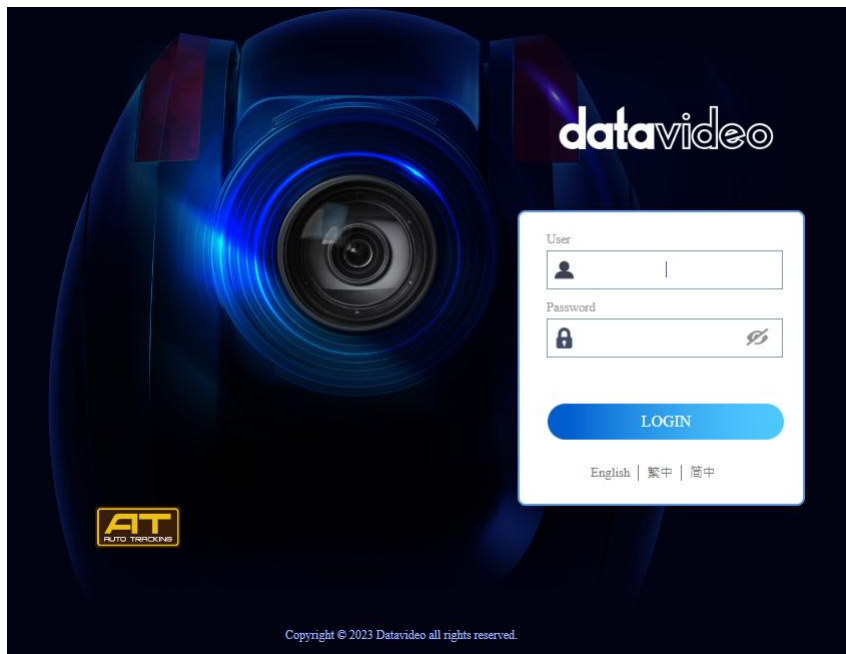 datavideo
User
Password
LOGIN
English | 繁中 | 简中
AT
AUTO TRACKING
Copyright © 2023 Datavideo all rights reserved.